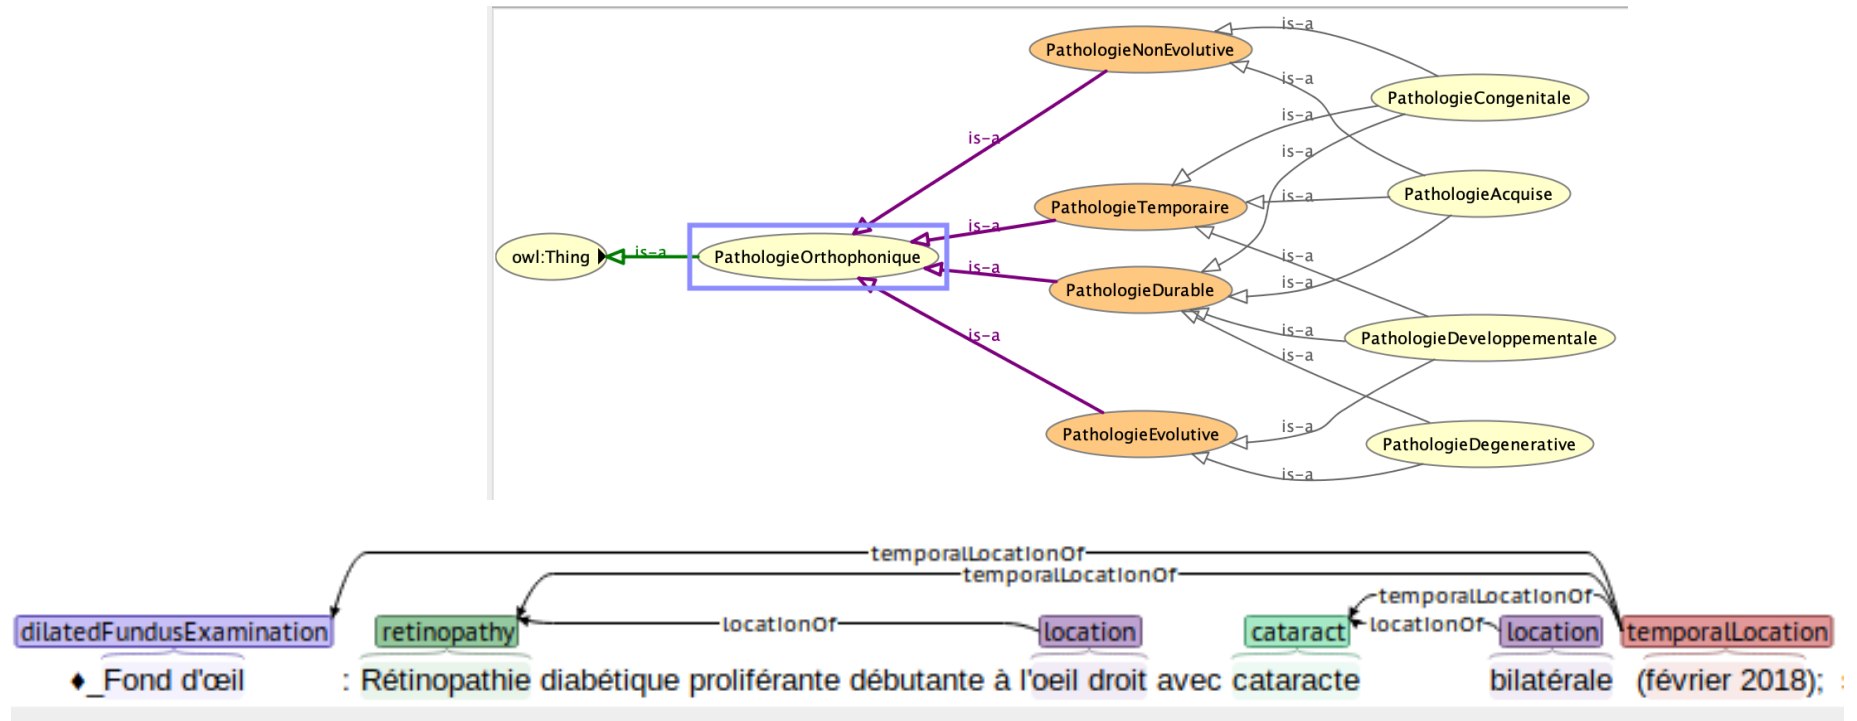 is-a
PathologieNonEvolutive
is-a
PathologieCongenitale
is-a
is-a
is-a
PathologieAcquise
is-a
PathologieTemporaire
is-a
owl:Thing
is-a
PathologieOrthophonique
is-a
is-a
is-a
PathologieDurable
is-a
is-a
PathologieDeveloppementale
is-a
is-a
is-a
PathologieEvolutive
PathologieDegenerative
is-a
temporalLocationOf
temporalLocationOf
temporalLocationOf
dilatedFundusExamination retinopathy locationOf location cataract locationOf location temporalLocation
♦_Fond d'œil : Rétinopathie diabétique proliférante débutante à l'oeil droit avec cataracte bilatérale (février 2018);